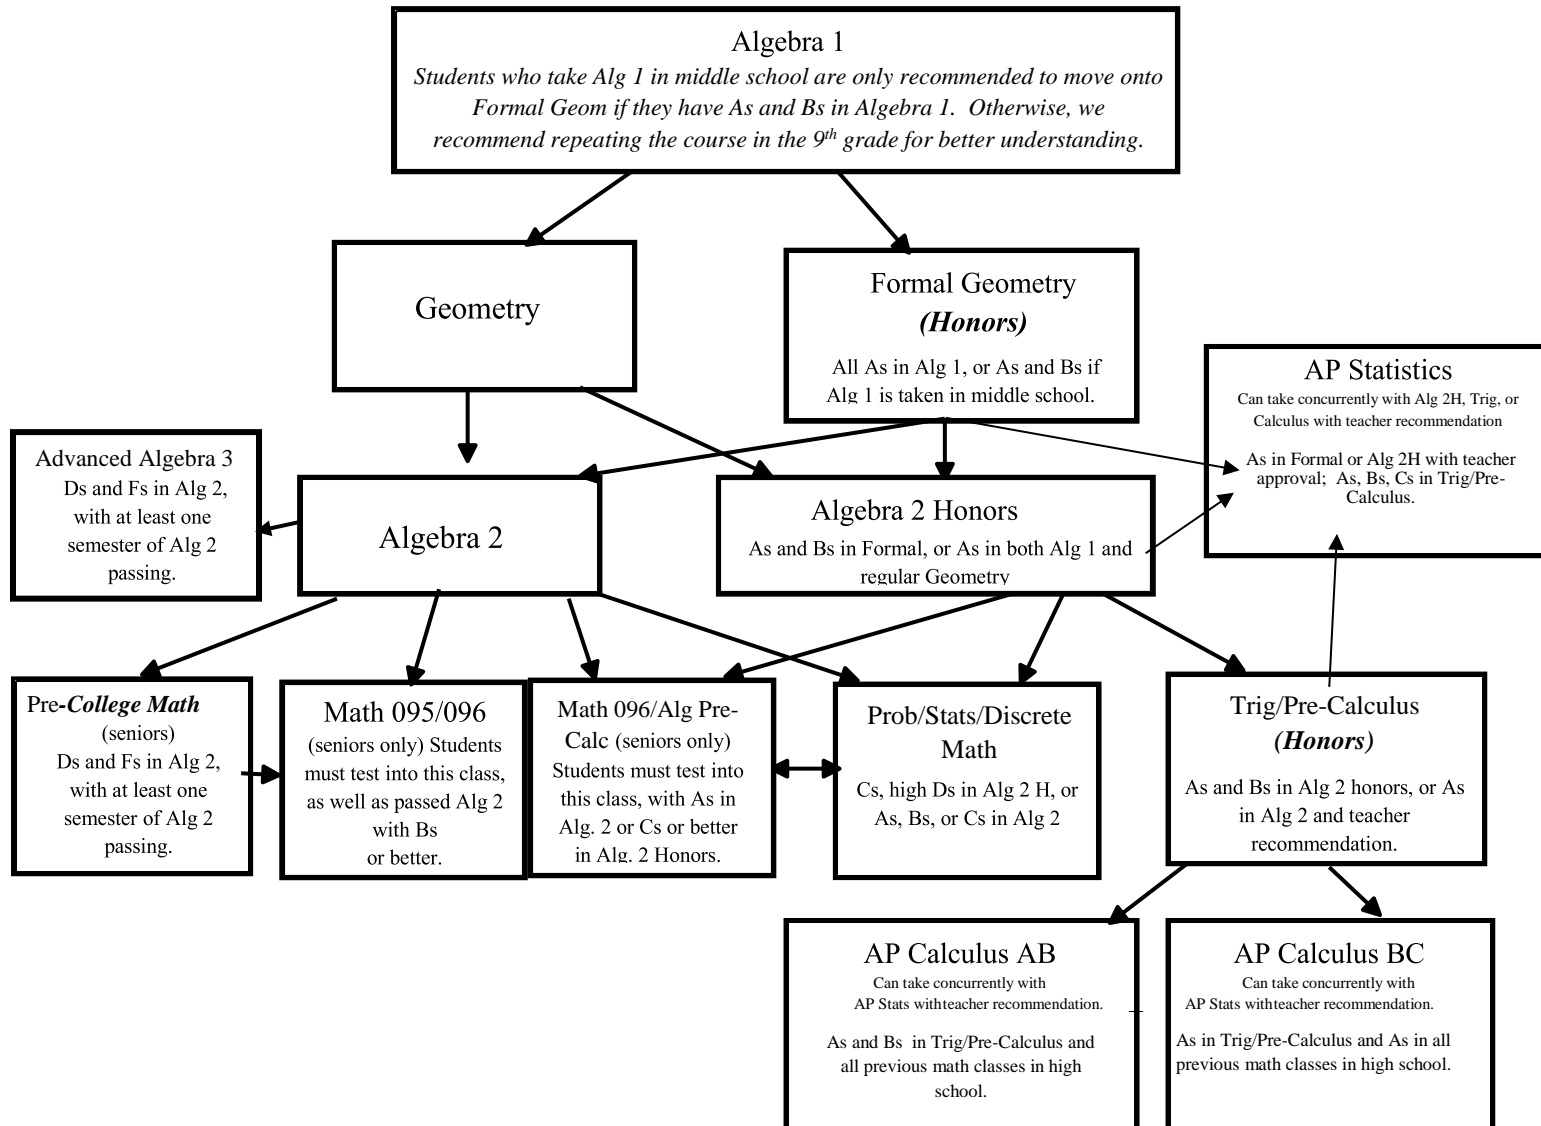 Algebra 1
Students who take Alg 1 in middle school are only recommended to move onto
Formal Geom if they have As and Bs in Algebra 1.  Otherwise, we
recommend repeating the course in the 9th grade for better understanding.
Geometry
Formal Geometry
(Honors)
All As in Alg 1, or As and Bs if
Alg 1 is taken in middle school.
AP Statistics
Can take concurrently with Alg 2H, Trig, or
Calculus with teacher recommendation
As in Formal or Alg 2H with teacher
approval;  As, Bs, Cs in Trig/Pre-
Calculus.
Advanced Algebra 3
Ds and Fs in Alg 2,
with at least one
semester of Alg 2
passing.
Algebra 2
Algebra 2 Honors
As and Bs in Formal, or As in both Alg 1 and
regular Geometry
Pre-College Math
(seniors)
Ds and Fs in Alg 2,
with at least one
semester of Alg 2
passing.
Math 095/096
(seniors only) Students
must test into this class,
as well as passed Alg 2
with Bs
or better.
Math 096/Alg Pre-
Calc (seniors only)
Students must test into
this class, with As in
Alg. 2 or Cs or better
in Alg. 2 Honors.
Prob/Stats/Discrete
Math
Cs, high Ds in Alg 2 H, or
As, Bs, or Cs in Alg 2
Trig/Pre-Calculus
(Honors)
As and Bs in Alg 2 honors, or As
in Alg 2 and teacher
recommendation.
AP Calculus AB
Can take concurrently with
AP Stats withteacher recommendation.
As and Bs  in Trig/Pre-Calculus and
all previous math classes in high
school.
AP Calculus BC
Can take concurrently with
AP Stats withteacher recommendation.
As in Trig/Pre-Calculus and As in all
previous math classes in high school.